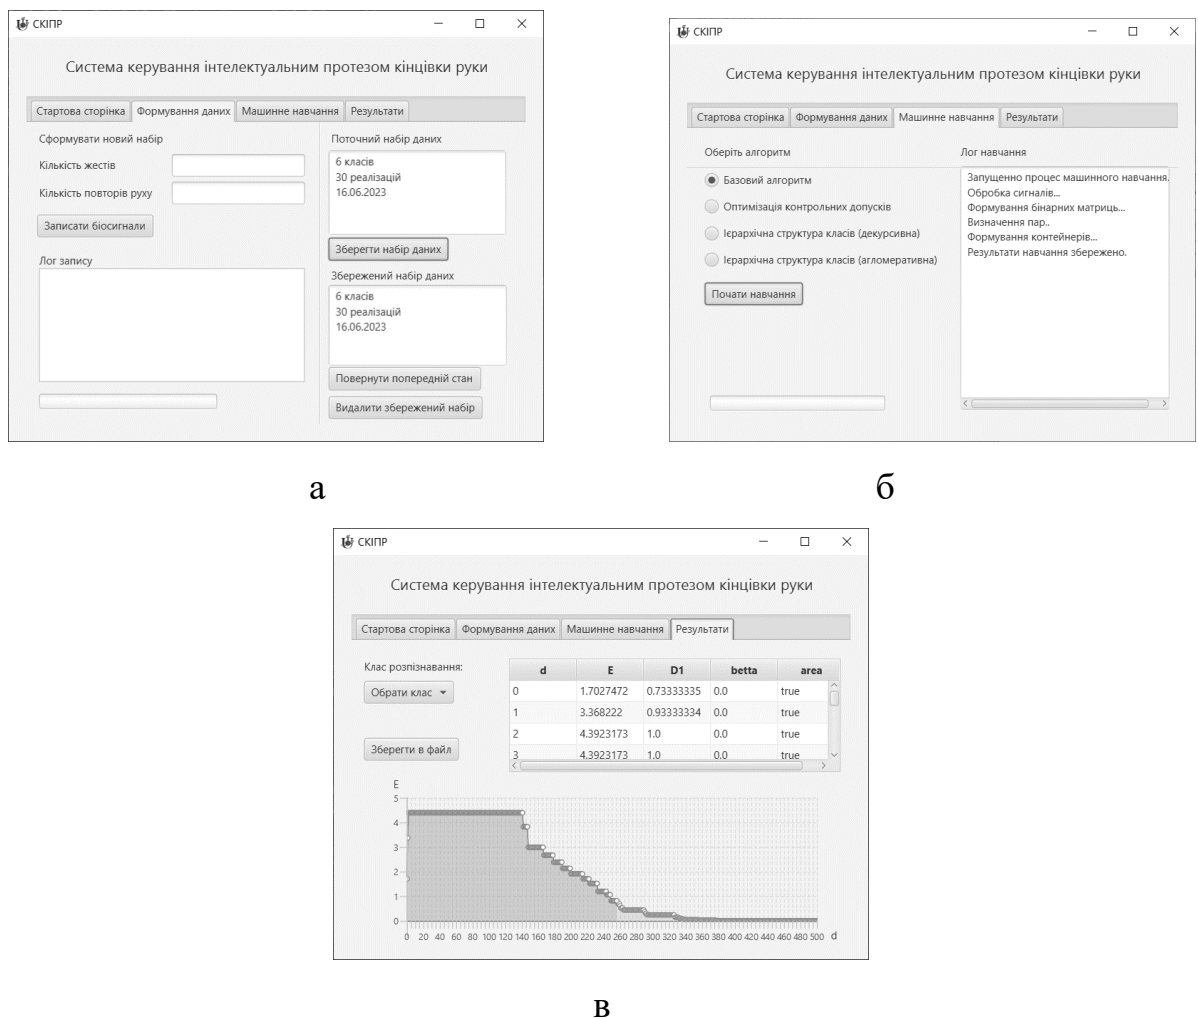 СКІПР
Система керування інтелектуальним протезом кінцівки руки
Стартова сторінка Формування даних Машинне навчання Результати
Сформувати новий набір
Кількість жестів
Кількість повторів руху
Записати біосигнали
Лог запису
Поточний набір даних
6 класів
30 реалізацій
16.06.2023
Зберегти набір даних
Збережений набір даних
6 класів
30 реалізацій
16.06.2023
Повернути попередній стан
Видалити збережений набір
а
СКІПР
Система керування інтелектуальним протезом кінцівки руки
Стартова сторінка Формування даних Машинне навчання Результати
Оберіть алгоритм
Базовий алгоритм
Оптимізація контрольних допусків
Ієрархічна структура класів (декурсивна)
Ієрархічна структура класів (агломеративна)
Почати навчання
Лог навчання
Запущенно процес машинного навчання.
Обробка сигналів...
Формування бінарних матриць...
Визначення пар..
Формування контейнерів...
Результати навчання збережено.
б
СКІПР
Система керування інтелектуальним протезом кінцівки руки
Стартова сторінка Формування даних Машинне навчання Результати
Клас розпізнавання:
Обрати клас
Зберегти в файл
d E D1 betta area
0 1.7027472 0.73333335 0.0 true
1 3.368222 0.93333334 0.0 true
2 4.3923173 1.0 0.0 true
3 4.3923173 1.0 0.0 true
E
5
4
3
2
1
0
0 20 40 60 80 100 120 140 160 180 200 220 240 260 280 300 320 340 360 380 400 420 440 460 480 500 d
в